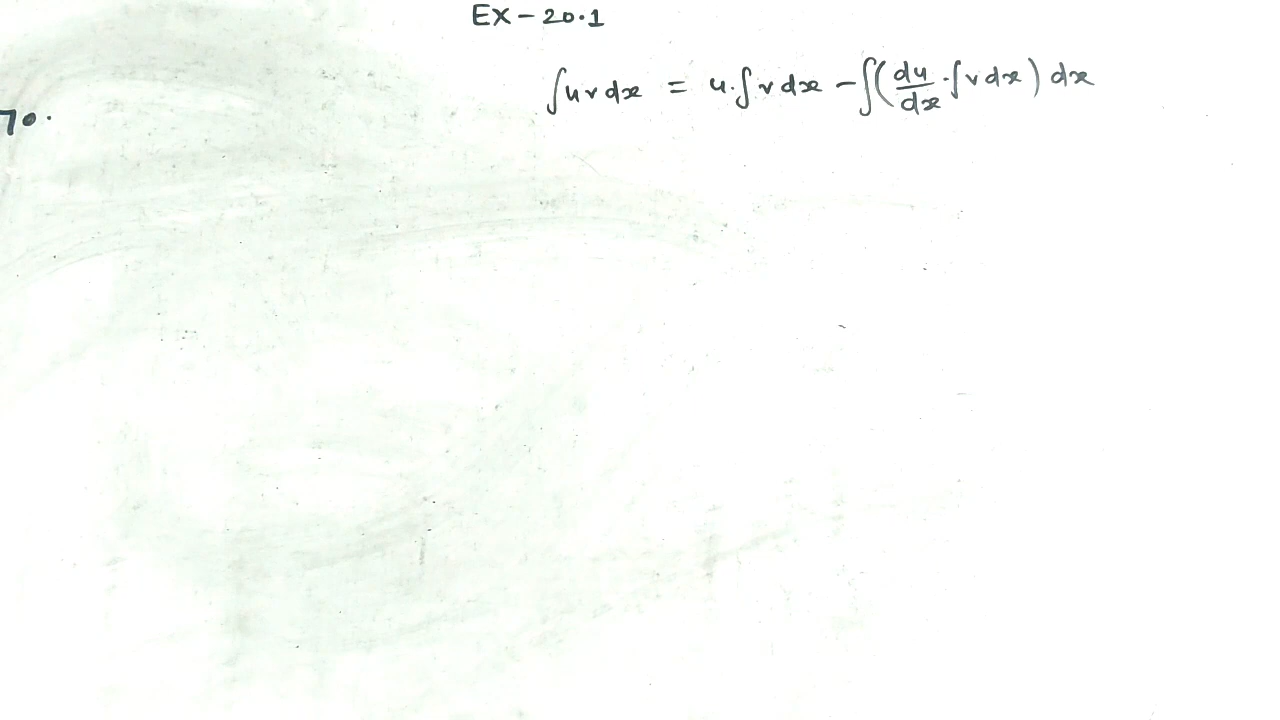 EX - 20.1
∫uv dx = u.∫v dx - ∫(du/dx .∫v dx) dx
70.